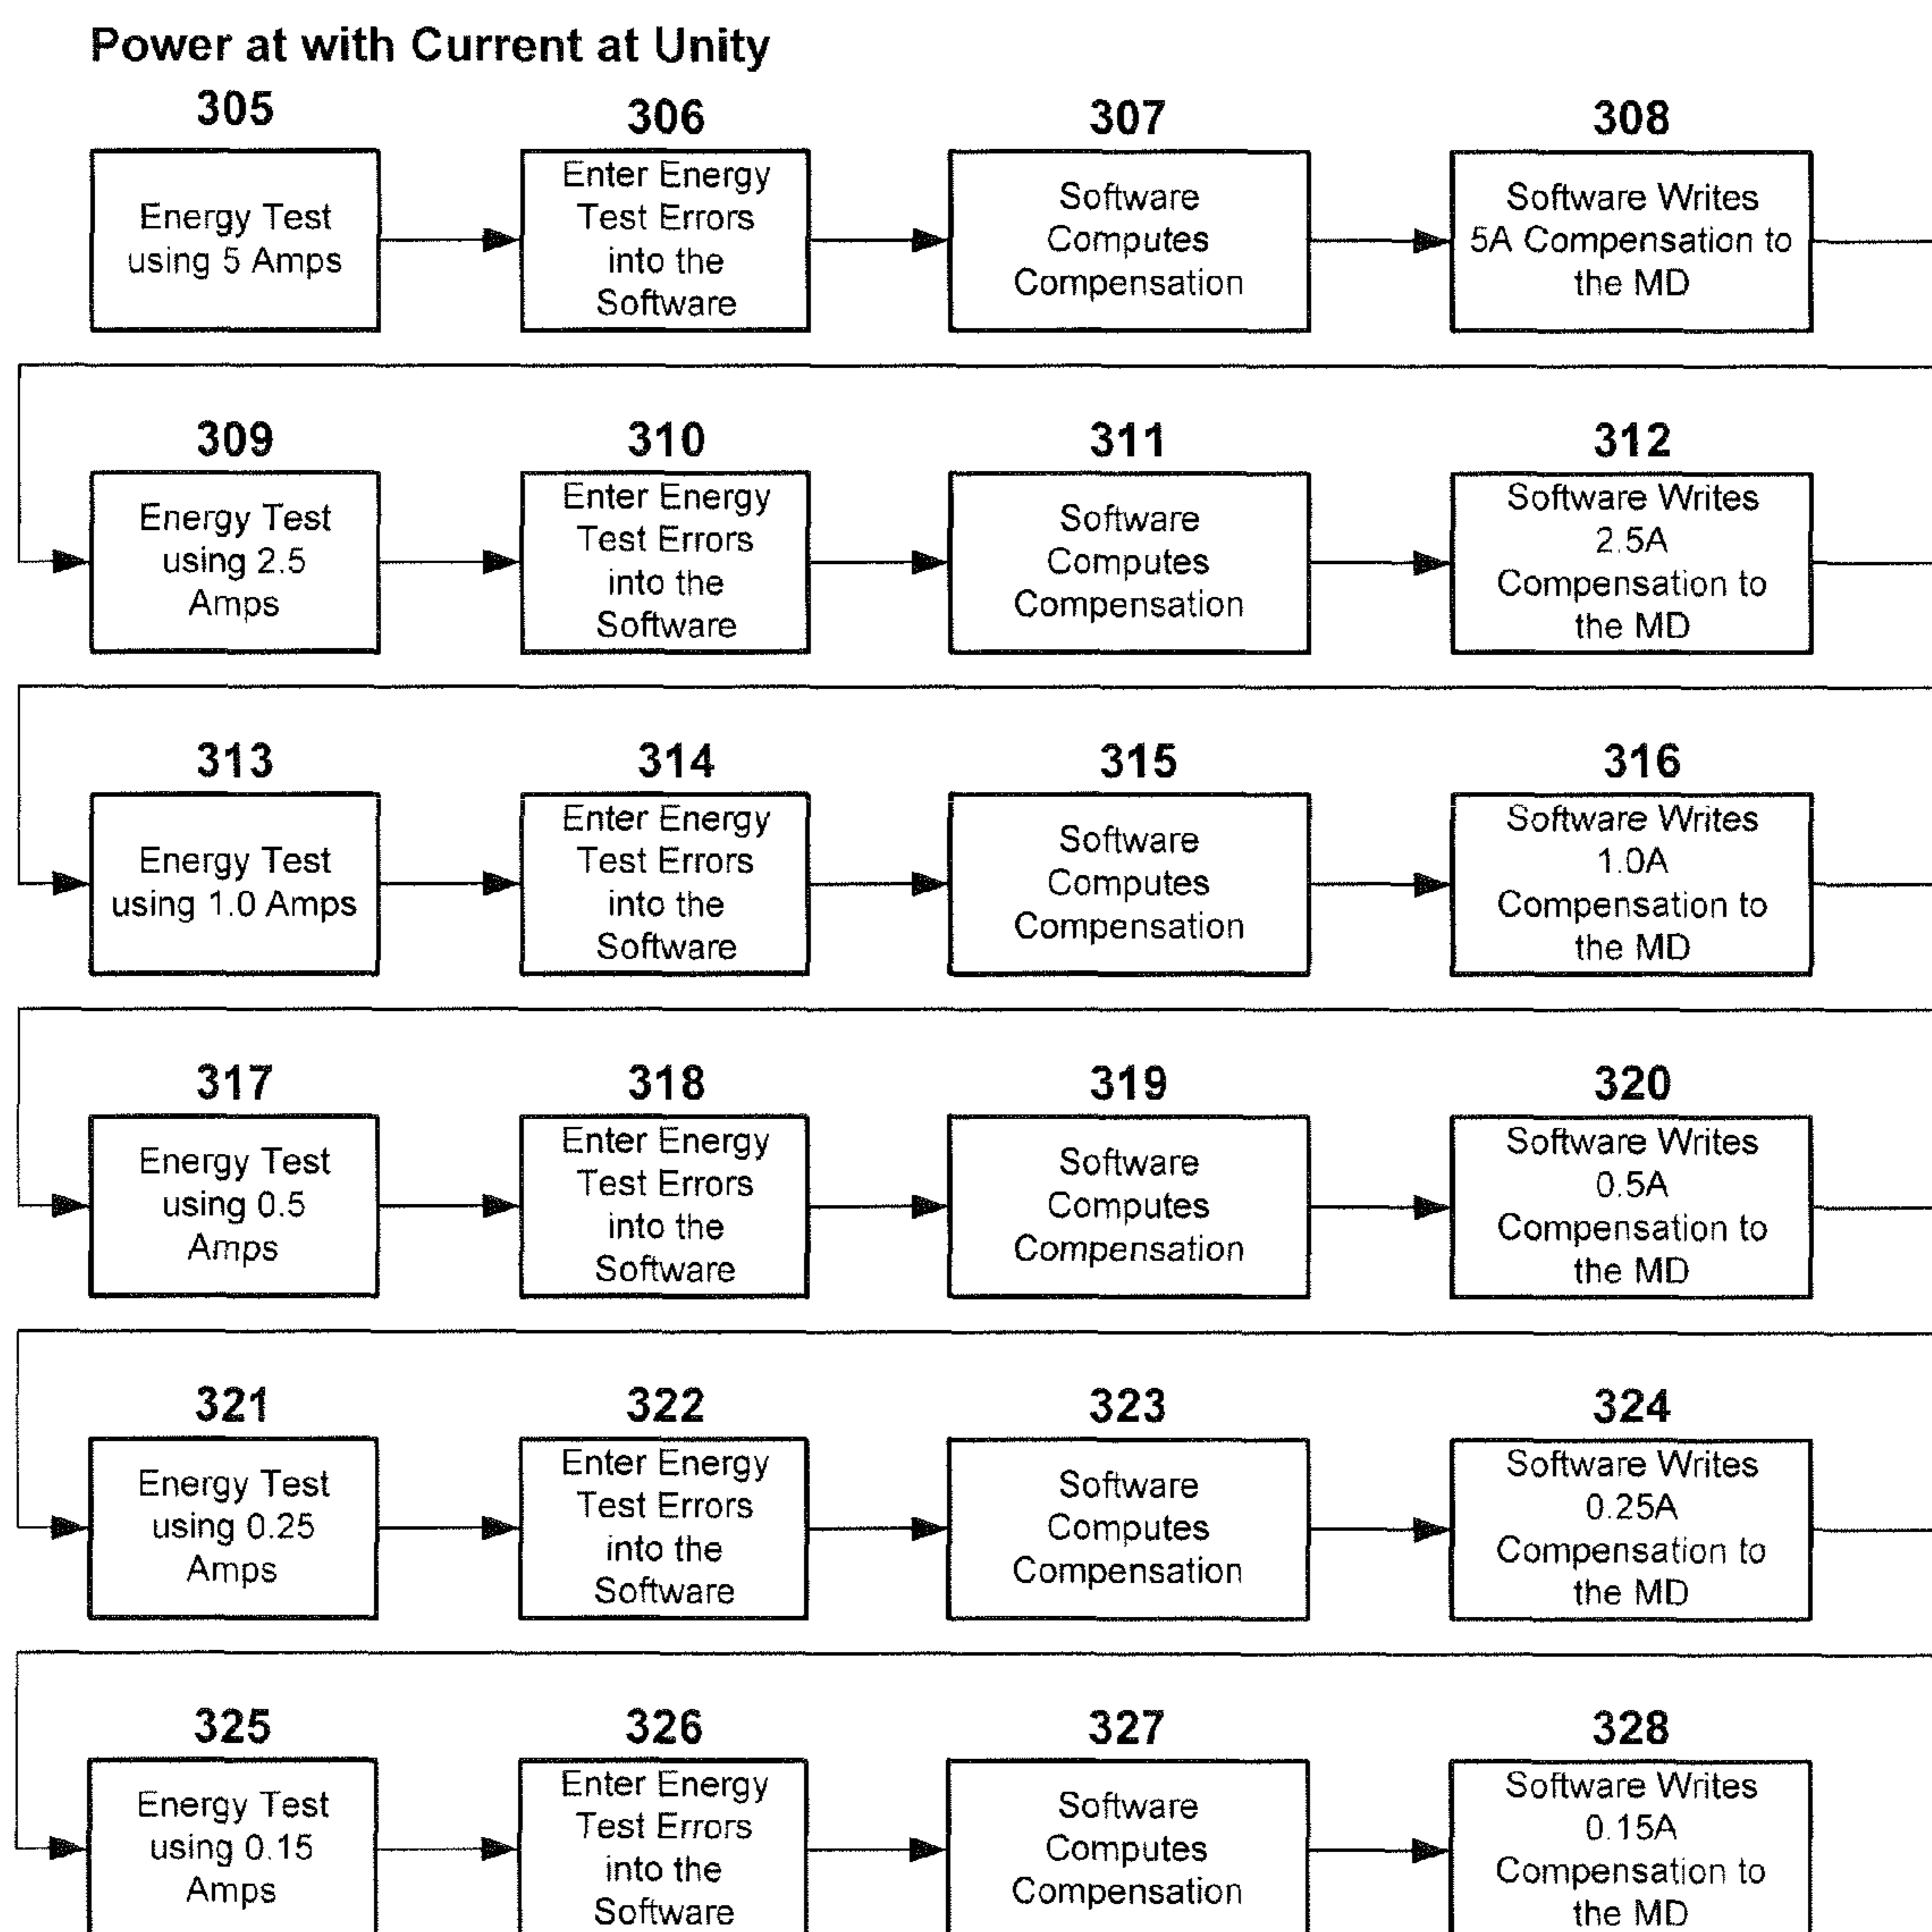 Power at with Current at Unity
305
306
307
308
Energy Test
using 5 Amps
Enter Energy
Test Errors
into the
Software
Software
Computes
Compensation
Software Writes
5A Compensation to
the MD
309
310
311
312
Energy Test
using 2.5
Amps
Enter Energy
Test Errors
into the
Software
Software
Computes
Compensation
Software Writes
2.5A
Compensation to
the MD
313
314
315
316
Energy Test
using 1.0 Amps
Enter Energy
Test Errors
into the
Software
Software
Computes
Compensation
Software Writes
1.0A
Compensation to
the MD
317
318
319
320
Energy Test
using 0.5
Amps
Enter Energy
Test Errors
into the
Software
Software
Computes
Compensation
Software Writes
0.5A
Compensation to
the MD
321
322
323
324
Energy Test
using 0.25
Amps
Enter Energy
Test Errors
into the
Software
Software
Computes
Compensation
Software Writes
0.25A
Compensation to
the MD
325
326
327
328
Energy Test
using 0.15
Amps
Enter Energy
Test Errors
into the
Software
Software
Computes
Compensation
Software Writes
0.15A
Compensation to
the MD